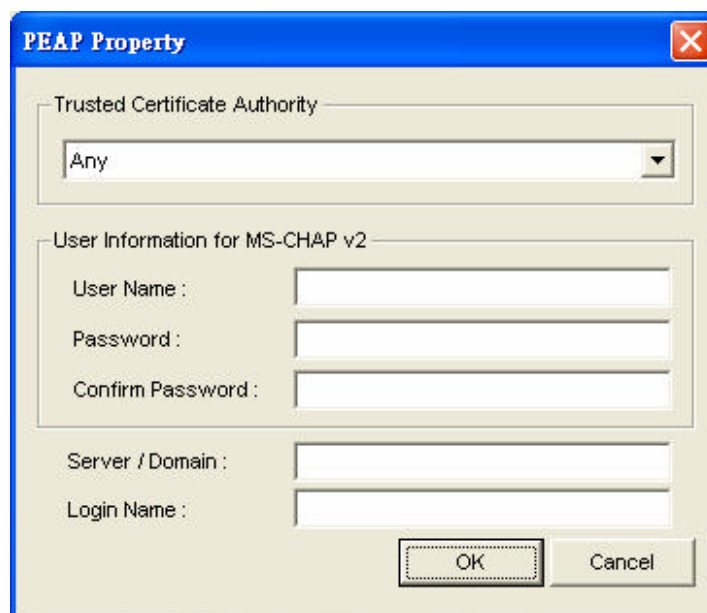 PEAP Property
Trusted Certificate Authority
Any
User Information for MS-CHAP v2
User Name :
Password :
Confirm Password :
Server / Domain :
Login Name :
OK Cancel